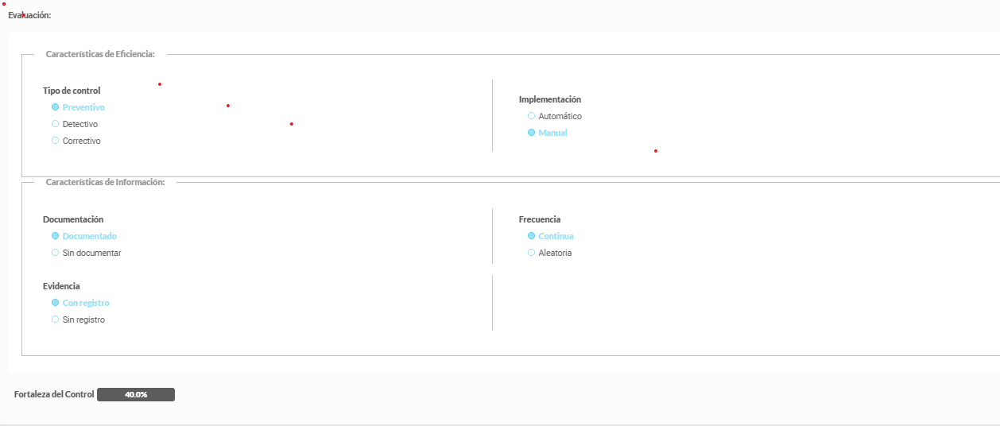 Evaluación:
Características de Eficiencia:
Tipo de control
Preventivo
Detectivo
Correctivo
Implementación
Automático
Manual
Características de Información:
Documentación
Documentado
Sin documentar
Frecuencia
Continua
Aleatoria
Evidencia
Con registro
Sin registro
Fortaleza del Control 40.0%